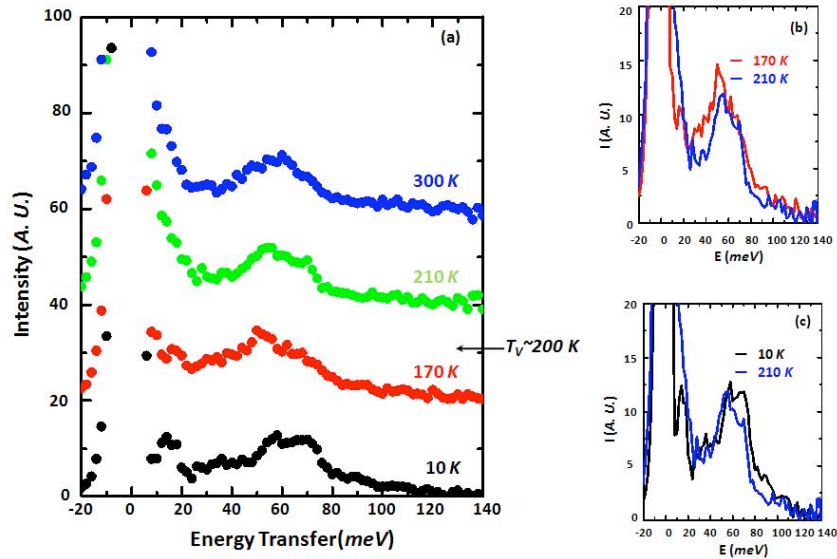 (a)
100
80
60
40
20
0
Intensity (A. U.)
300 K
210 K
170 K
10 K
-20 0 20 40 60 80 100 120 140
Energy Transfer(meV)
T_V~200 K
(b)
20
15
10
5
0
I (A. U.)
170 K
210 K
-20 0 20 40 60 80 100 120 140
E (meV)
(c)
20
15
10
5
0
I (A. U.)
10 K
210 K
-20 0 20 40 60 80 100 120 140
E (meV)